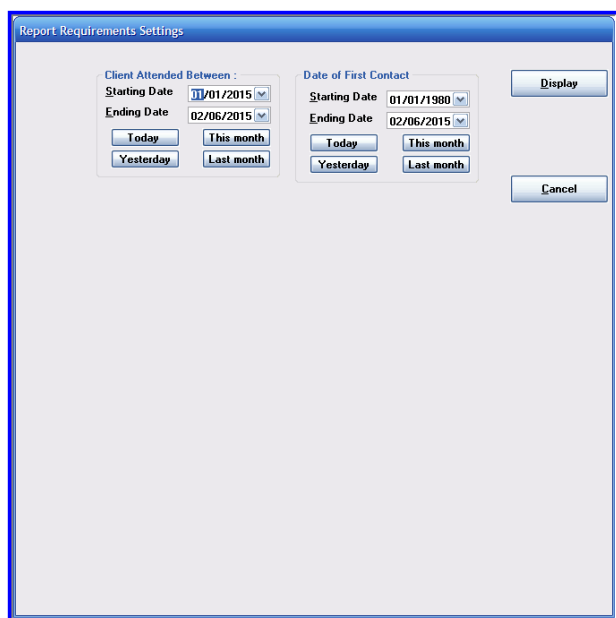 Report Requirements Settings
Client Attended Between :
Starting Date 01/01/2015
Ending Date 02/06/2015
Today This month
Yesterday Last month
Date of First Contact
Starting Date 01/01/1980
Ending Date 02/06/2015
Today This month
Yesterday Last month
Display
Cancel